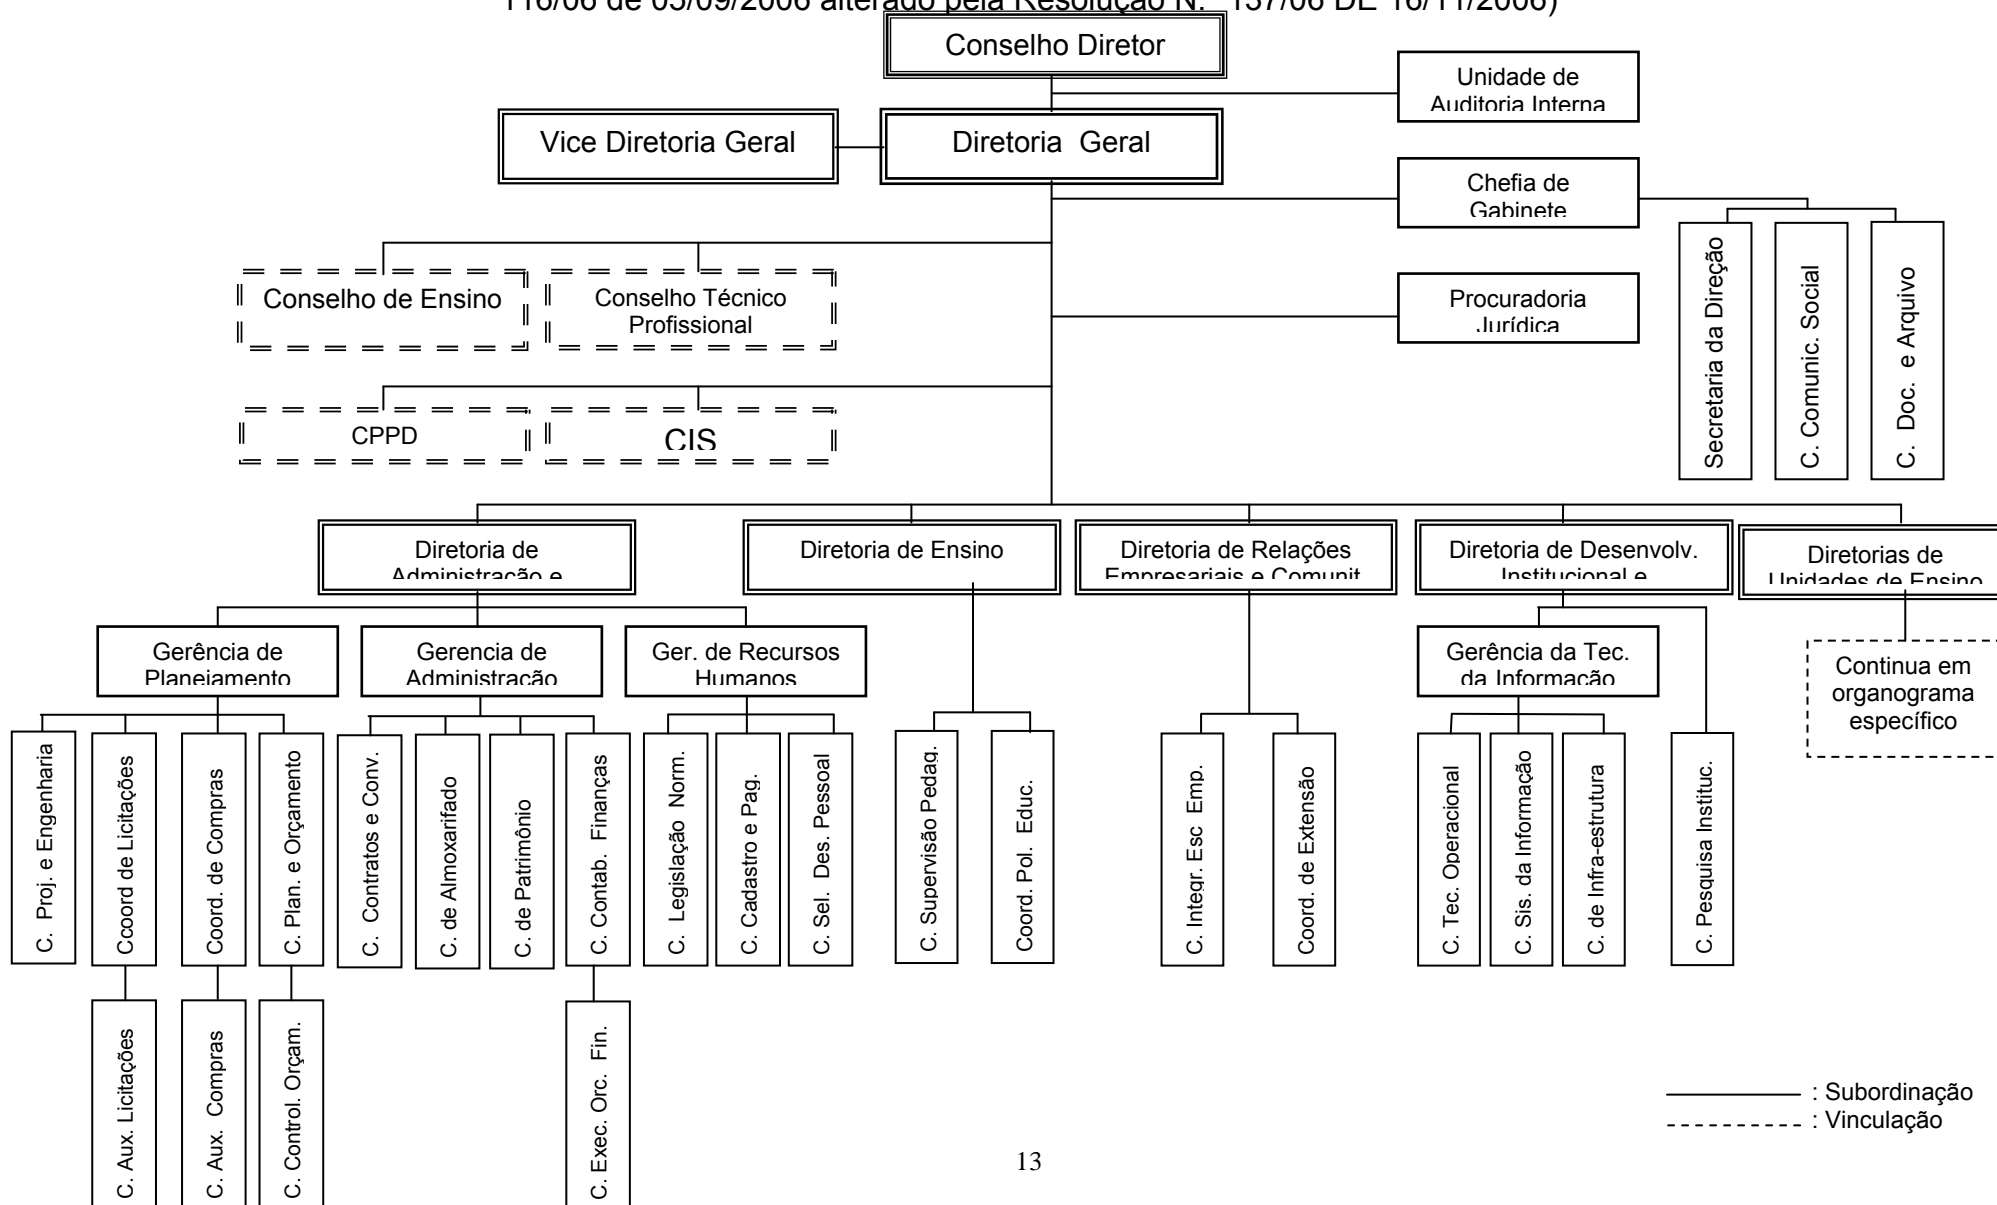 116/06 de 05/09/2006 alterado pela Resolução N. 137/06 DE 16/11/2006)
Conselho Diretor
Unidade de
Auditoria Interna
Vice Diretoria Geral
Diretoria Geral
Chefia de
Gabinete
Secretaria da Direção
C. Comunic. Social
C. Doc. e Arquivo
Conselho de Ensino
Conselho Técnico
Profissional
Procuradoria
Jurídica
CPPD
CIS
Diretoria de
Administração e
Diretoria de Ensino
Diretoria de Relações
Empresariais e Comunit.
Diretoria de Desenvolv.
Institucional e
Diretorias de
Unidades de Ensino
Gerência de
Planejamento
Gerencia de
Administração
Ger. de Recursos
Humanos
Gerência da Tec.
da Informação
Continua em
organograma
específico
C. Proj. e Engenharia
Ccoord de Licitações
Coord. de Compras
C. Plan. e Orçamento
C. Contratos e Conv.
C. de Almoxarifado
C. de Patrimônio
C. Contab. Finanças
C. Legislação Norm.
C. Cadastro e Pag.
C. Sel. Des. Pessoal
C. Supervisão Pedag.
Coord. Pol. Educ.
C. Integr. Esc Emp.
Coord. de Extensão
C. Tec. Operacional
C. Sis. da Informação
C. de Infra-estrutura
C. Pesquisa Instituc.
C. Aux. Licitações
C. Aux. Compras
C. Control. Orçam.
C. Exec. Orc. Fin.
: Subordinação
: Vinculação
13